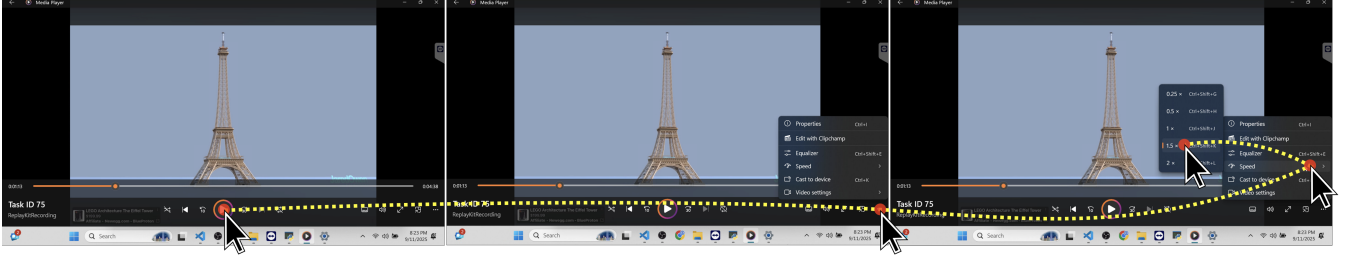 Media Player
0:01:13
0:04:38
Task ID 75
ReplayKitRecording
Search
8:23 PM
9/11/2025
Media Player
Properties Ctrl+I
Edit with Clipchamp
Equalizer Ctrl+Shift+E
Speed
Cast to device Ctrl+K
Video settings
0:01:13
Task ID 75
ReplayKitRecording
Search
8:23 PM
9/11/2025
Media Player
0.25 × Ctrl+Shift+G
0.5 × Ctrl+Shift+H
1 × Ctrl+Shift+J
1.5 ×
2 ×
Properties Ctrl+I
Edit with Clipchamp
Equalizer Ctrl+Shift+E
Speed
Cast to device
Video settings
0:01:13
Task ID 75
ReplayKitRecording
Search
8:23 PM
9/11/2025